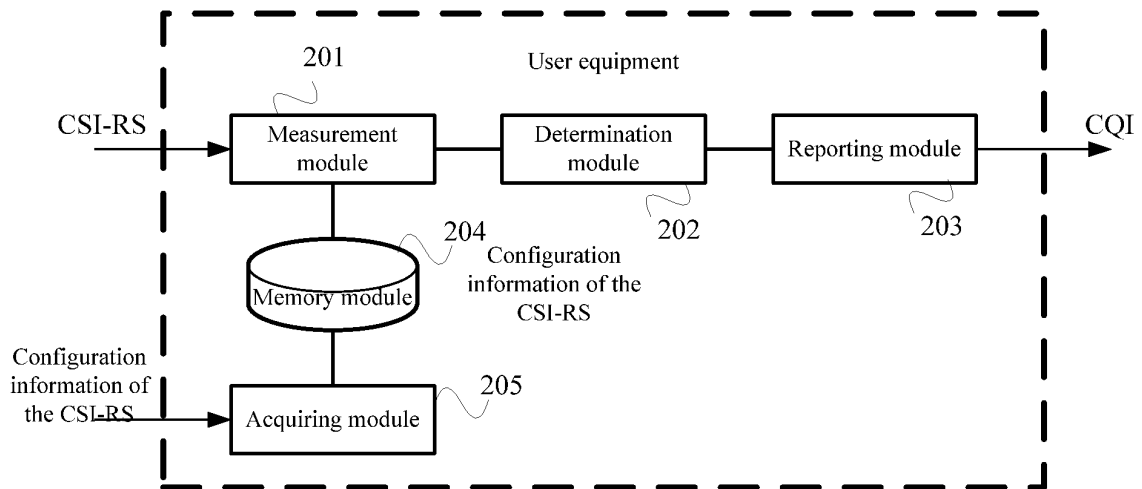 201
User equipment
CSI-RS
Measurement
module
Determination
module
Reporting module
CQI
204
202
203
Configuration
information of the
CSI-RS
Memory module
Configuration
information of
the CSI-RS
205
Acquiring module